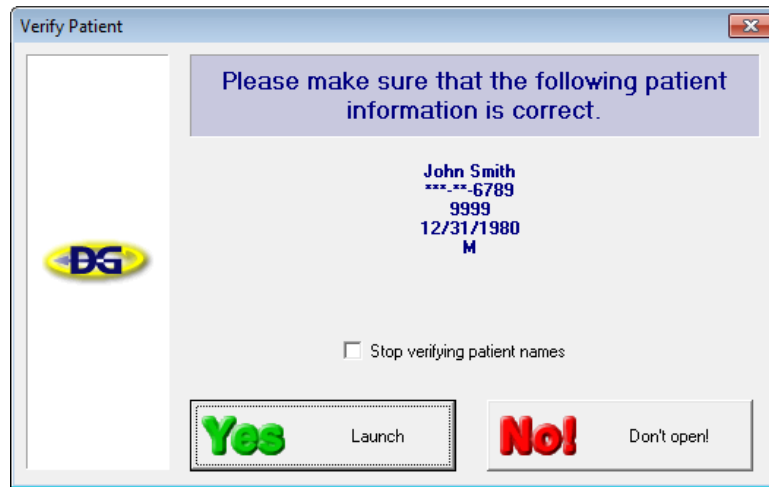 Verify Patient
Please make sure that the following patient
information is correct.
DG
John Smith
***-**-6789
9999
12/31/1980
M
Stop verifying patient names
Yes Launch
No! Don't open!